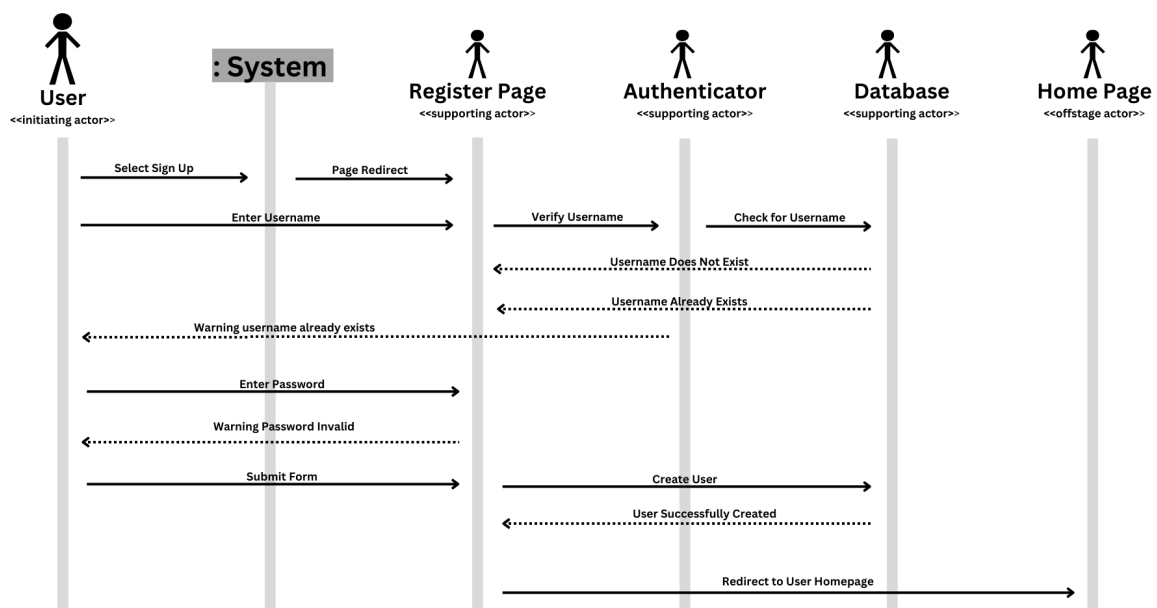 : System
User
<<initiating actor>>
Register Page
<<supporting actor>>
Authenticator
<<supporting actor>>
Database
<<supporting actor>>
Home Page
<<offstage actor>>
Select Sign Up
Page Redirect
Enter Username
Verify Username
Check for Username
Username Does Not Exist
Username Already Exists
Warning username already exists
Enter Password
Warning Password Invalid
Submit Form
Create User
User Successfully Created
Redirect to User Homepage